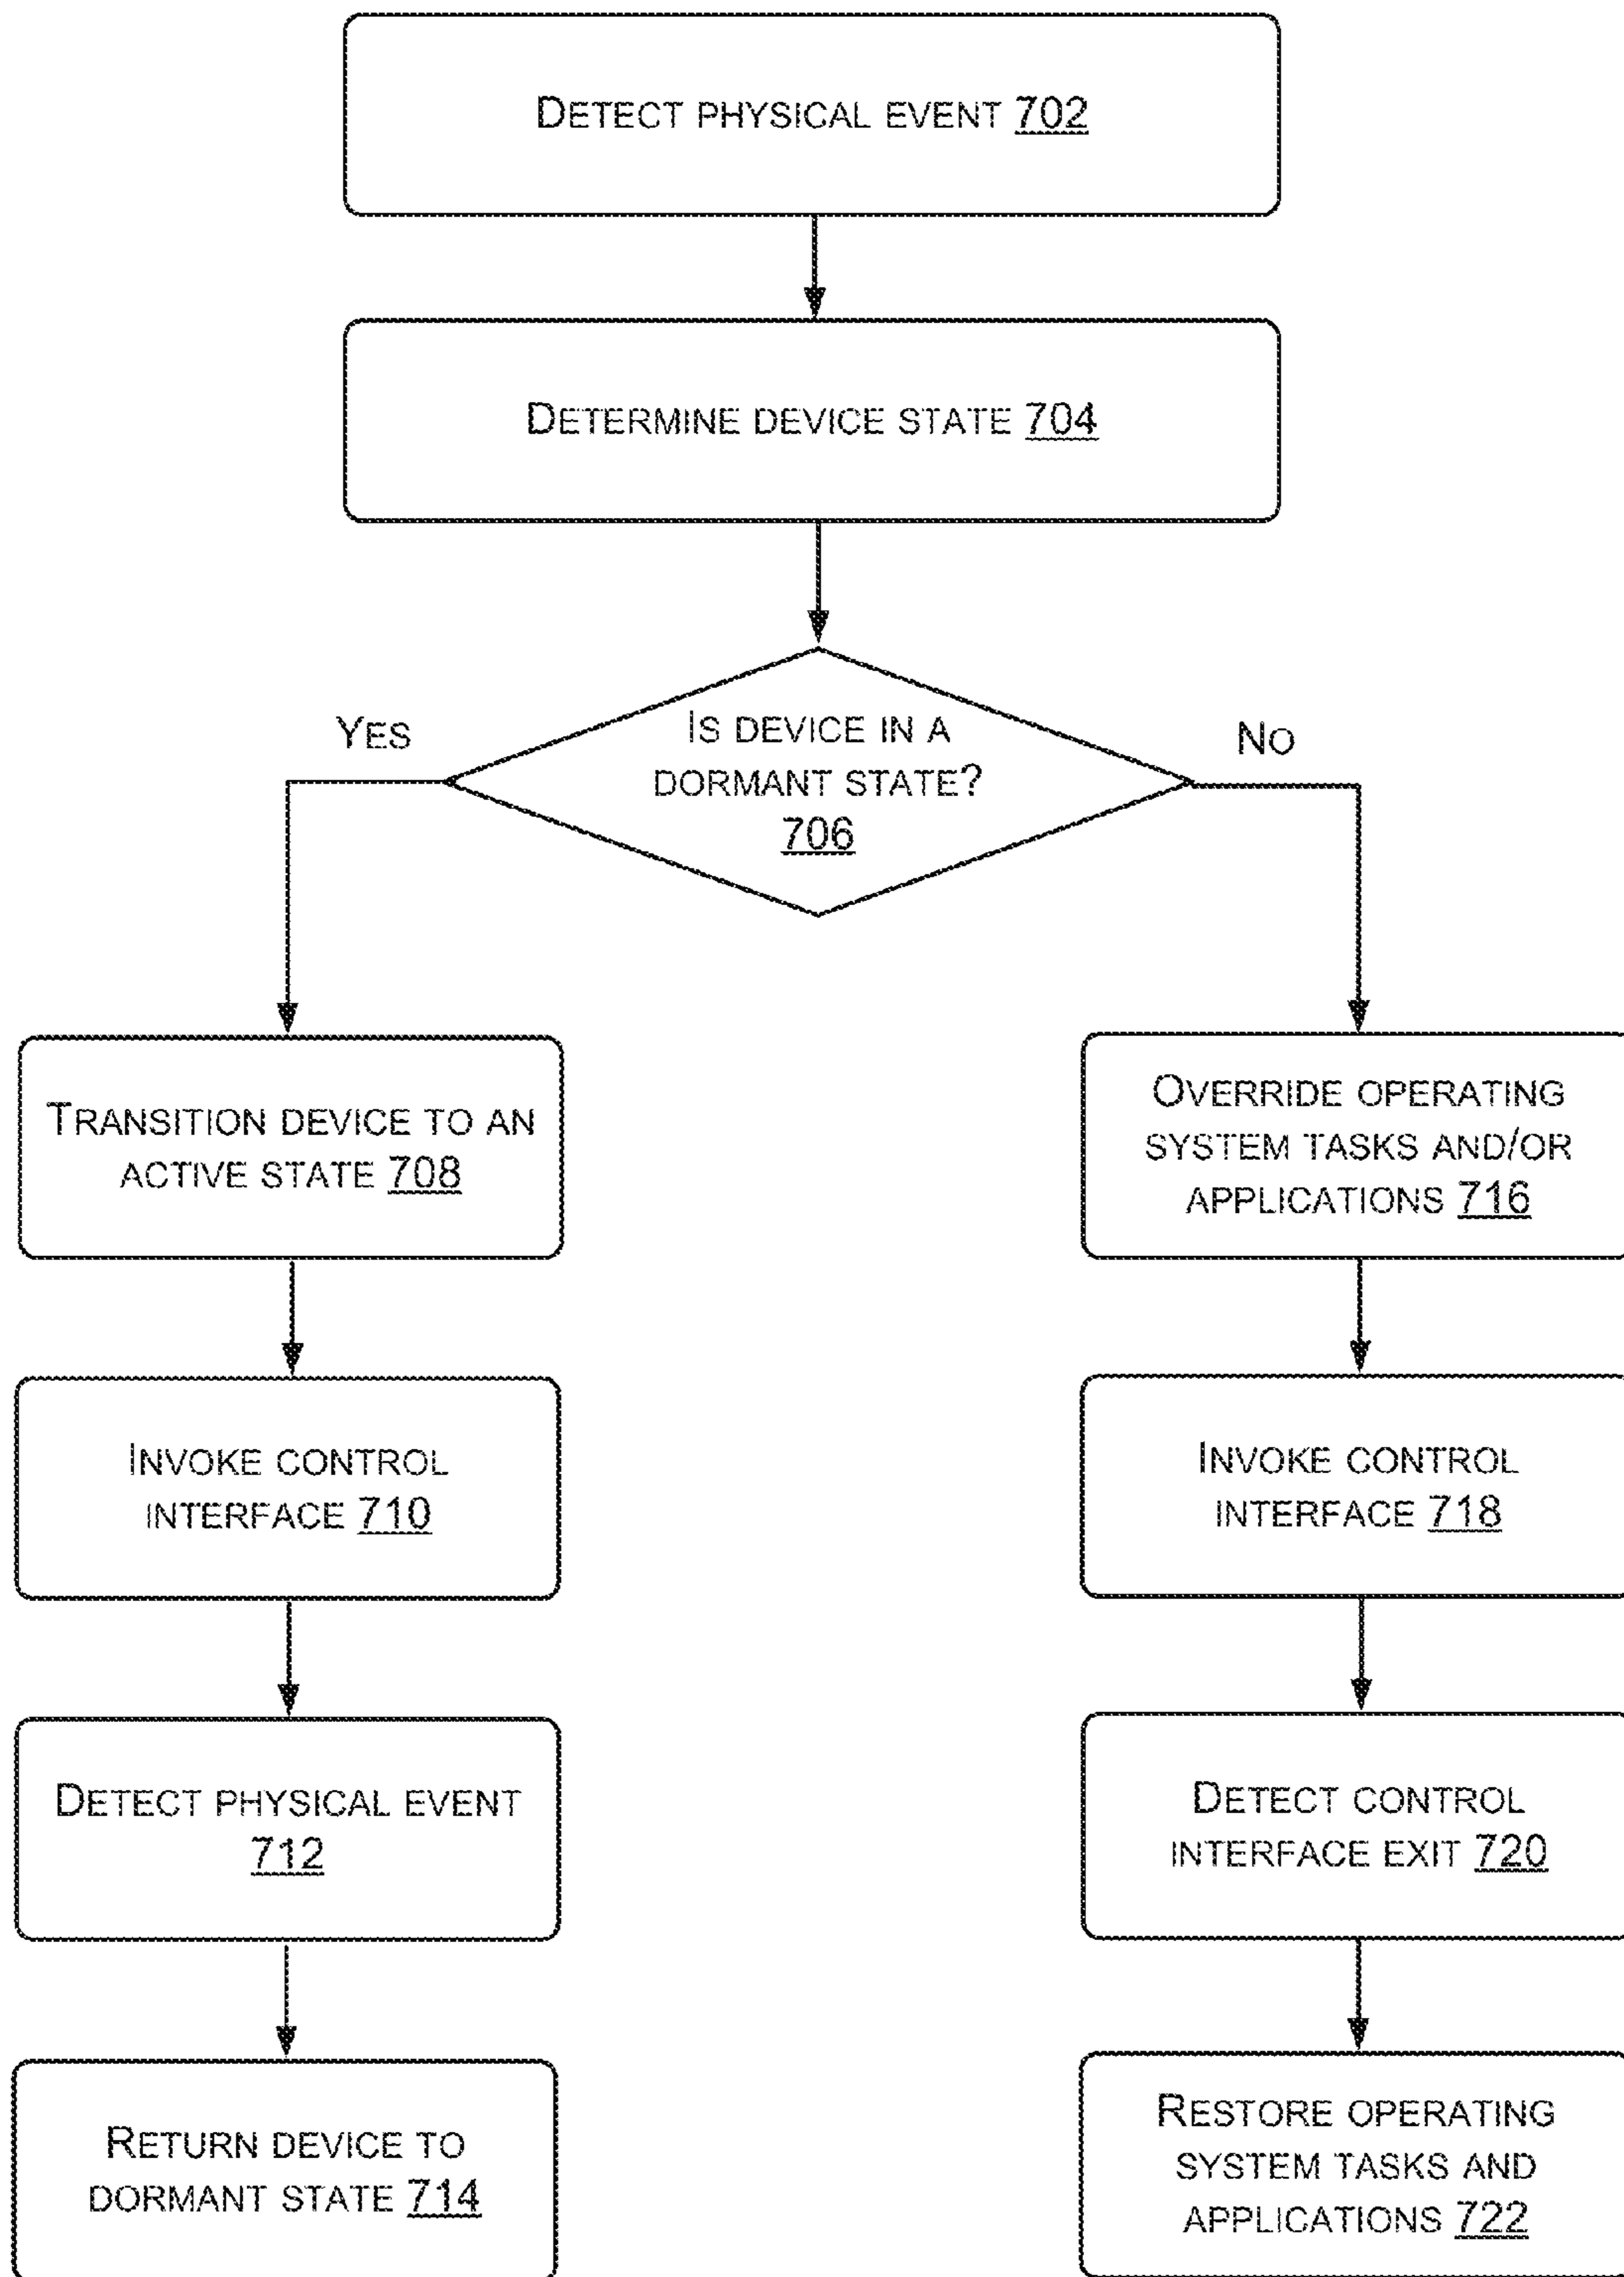 DETECT PHYSICAL EVENT 702
DETERMINE DEVICE STATE 704
IS DEVICE IN A
DORMANT STATE?
706
YES
NO
TRANSITION DEVICE TO AN
ACTIVE STATE 708
INVOKE CONTROL
INTERFACE 710
DETECT PHYSICAL EVENT
712
RETURN DEVICE TO
DORMANT STATE 714
OVERRIDE OPERATING
SYSTEM TASKS AND/OR
APPLICATIONS 716
INVOKE CONTROL
INTERFACE 718
DETECT CONTROL
INTERFACE EXIT 720
RESTORE OPERATING
SYSTEM TASKS AND
APPLICATIONS 722